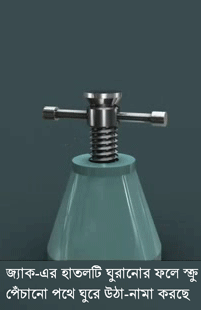 জ্যাক-এর হাতলটি ঘুরানোর ফলে স্ক্রু
পেঁচানো পথে ঘুরে উঠা-নামা করছে